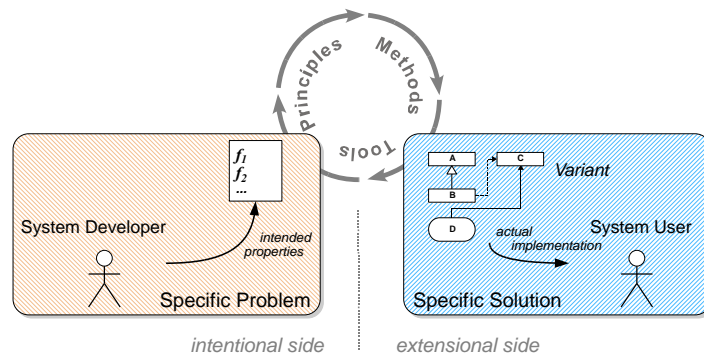 Principles
Methods
Tools
f1
f2
...
System Developer
intended
properties
Specific Problem
A
C
B
D
Variant
actual
implementation
System User
Specific Solution
intentional side
extensional side